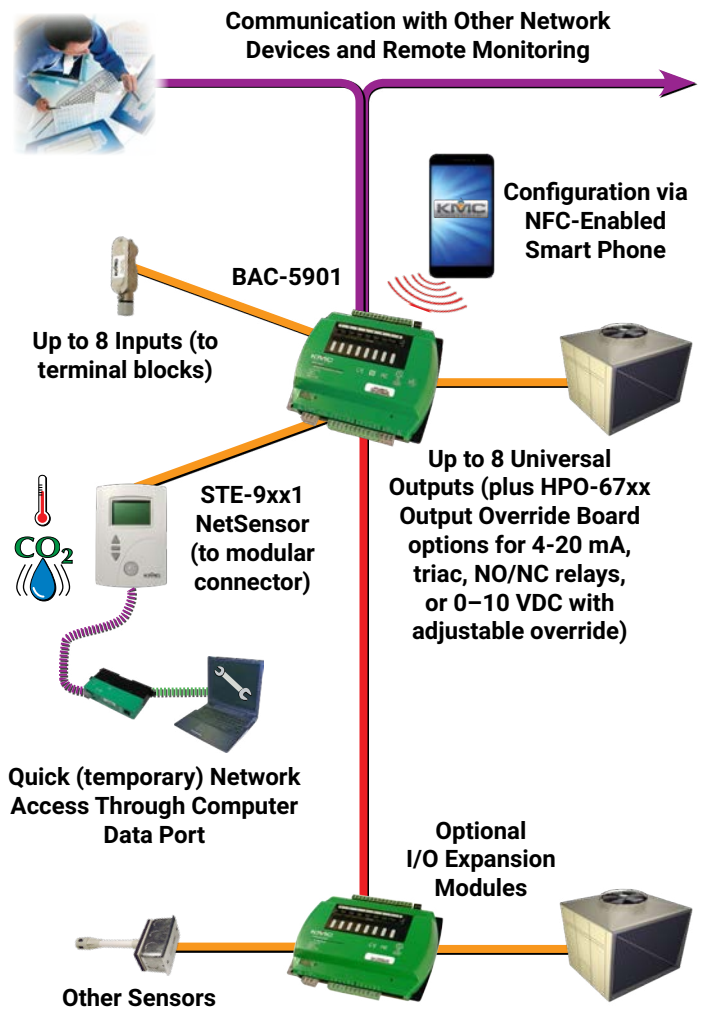 Communication with Other Network
Devices and Remote Monitoring
KMC
Configuration via
NFC-Enabled
Smart Phone
BAC-5901
Up to 8 Inputs (to
terminal blocks)
KMC
Up to 8 Universal
Outputs (plus HPO-67xx
Output Override Board
options for 4-20 mA,
triac, NO/NC relays,
or 0–10 VDC with
adjustable override)
STE-9xx1
NetSensor
(to modular
connector)
CO2
Quick (temporary) Network
Access Through Computer
Data Port
Optional
I/O Expansion
Modules
KMC
Other Sensors